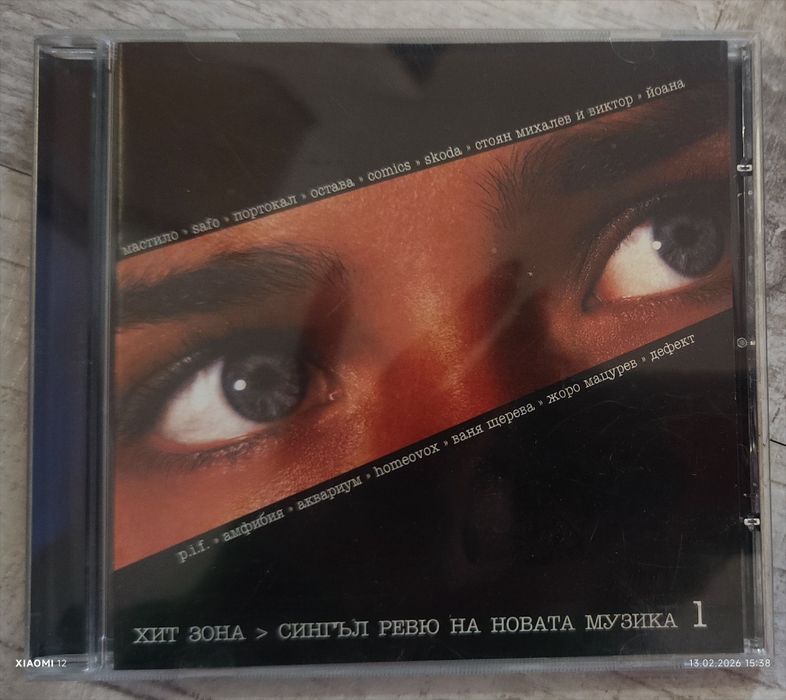 мастило » safo » портокал » остава » comics » skoda » стоян михалев и виктор » йоана
p.i.f. » амфибия » аквариум » homeovox » ваня щерева » жоро мацурев » дефект
ХИТ ЗОНА > СИНГЪЛ РЕВЮ НА НОВАТА МУЗИКА 1
XIAOMI 12
13.02.2026 15:38